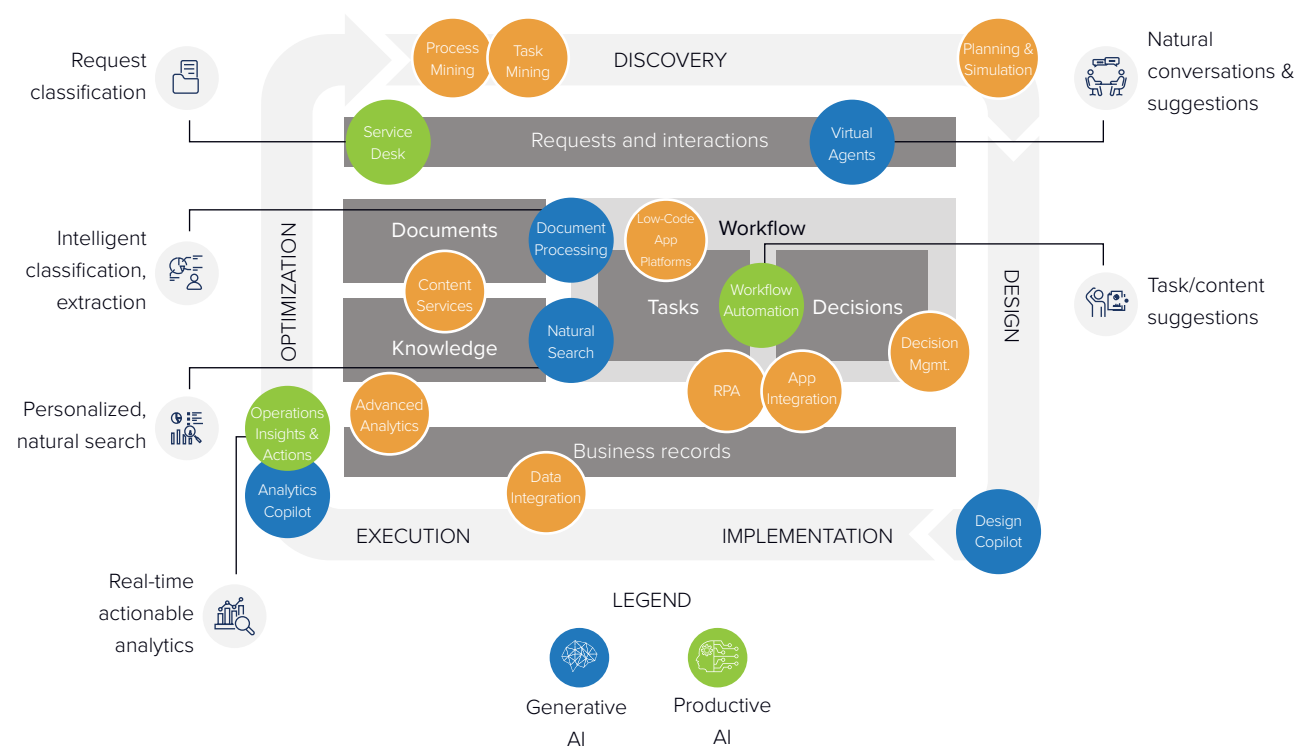 Request
classification
Process
Mining
Task
Mining
DISCOVERY
Planning &
Simulation
Natural
conversations &
suggestions
Service
Desk
Requests and interactions
Virtual
Agents
Intelligent
classification,
extraction
OPTIMIZATION
Documents
Document
Processing
Low-Code
App
Platforms
Workflow
Content
Services
Knowledge
Natural
Search
Tasks
Workflow
Automation
Decisions
Decision
Mgmt.
DESIGN
Task/content
suggestions
RPA
App
Integration
Personalized,
natural search
Operations
Insights &
Actions
Advanced
Analytics
Business records
Analytics
Copilot
Data
Integration
EXECUTION
IMPLEMENTATION
Design
Copilot
Real-time
actionable
analytics
LEGEND
Generative
AI
Productive
AI